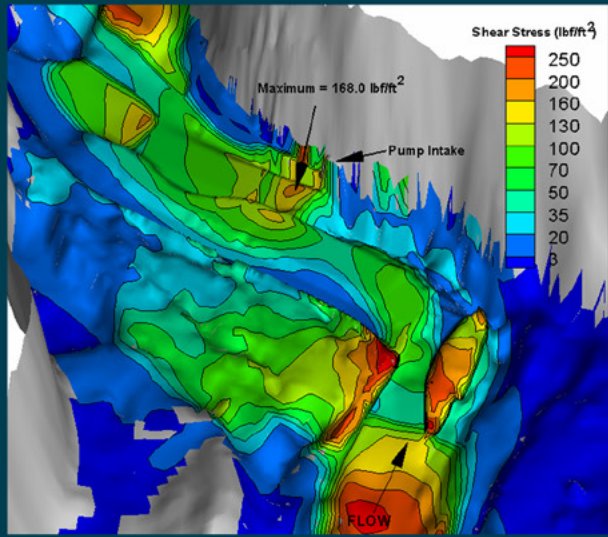 Shear Stress (lbf/ft²)
250
200
160
130
100
70
50
35
20
3
Maximum = 168.0 lbf/ft²
Pump Intake
FLOW